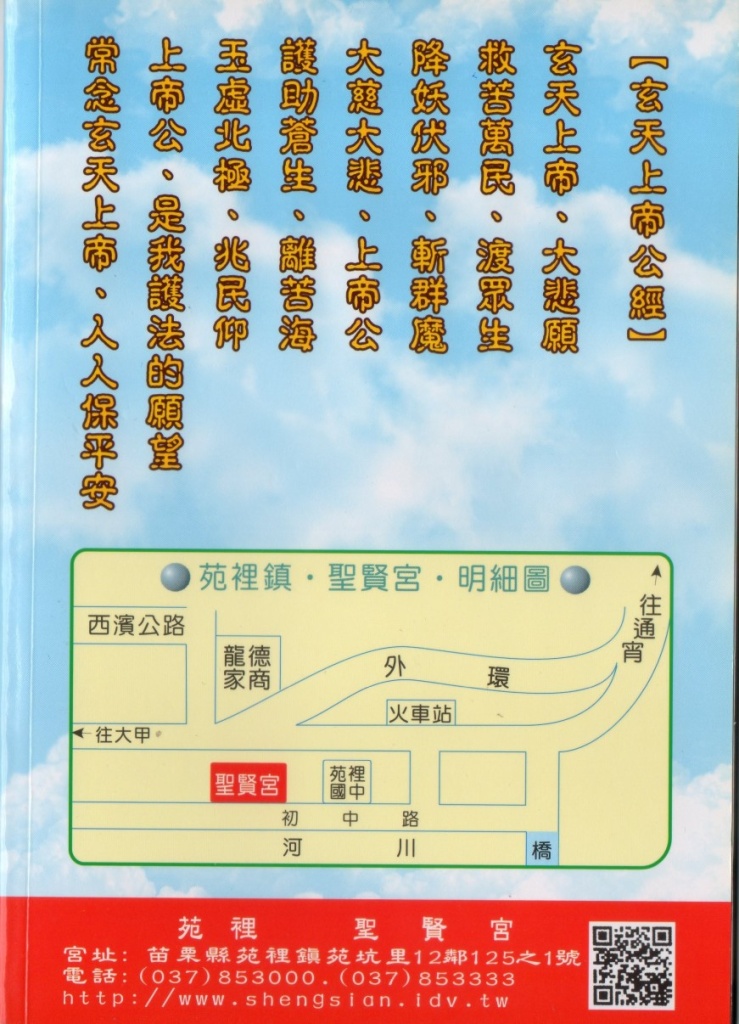 【玄天上帝公經】
玄天上帝、大悲願
救苦萬民、渡眾生
降妖伏邪、斬群魔
大慈大悲、上帝公
護助蒼生、離苦海
玉虛北極、兆民仰
上帝公、是我護法的願望
常念玄天上帝、人人保平安
苑裡鎮・聖賢宮・明細圖
往通宵
西濱公路
龍德
家商
外環
火車站
往大甲
聖賢宮
苑裡
國中
初中路
河川
橋
苑裡 聖賢宮
宮址: 苗栗縣苑裡鎮苑坑里12鄰125之1號
電話:(037)853000.(037)853333
http://www.shengsian.idv.tw